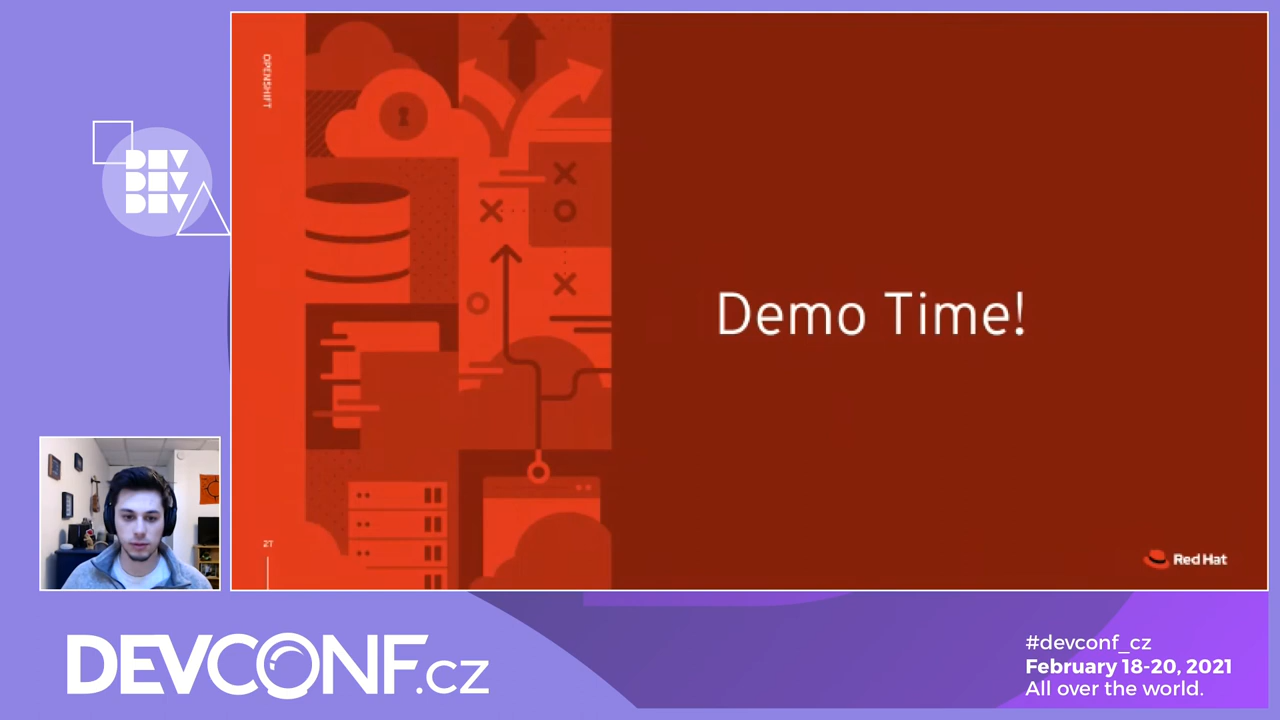 OPENSHIFT
DEV
DEV
DEV
Demo Time!
27
Red Hat
DEVCONF.cz
#devconf_cz
February 18-20, 2021
All over the world.